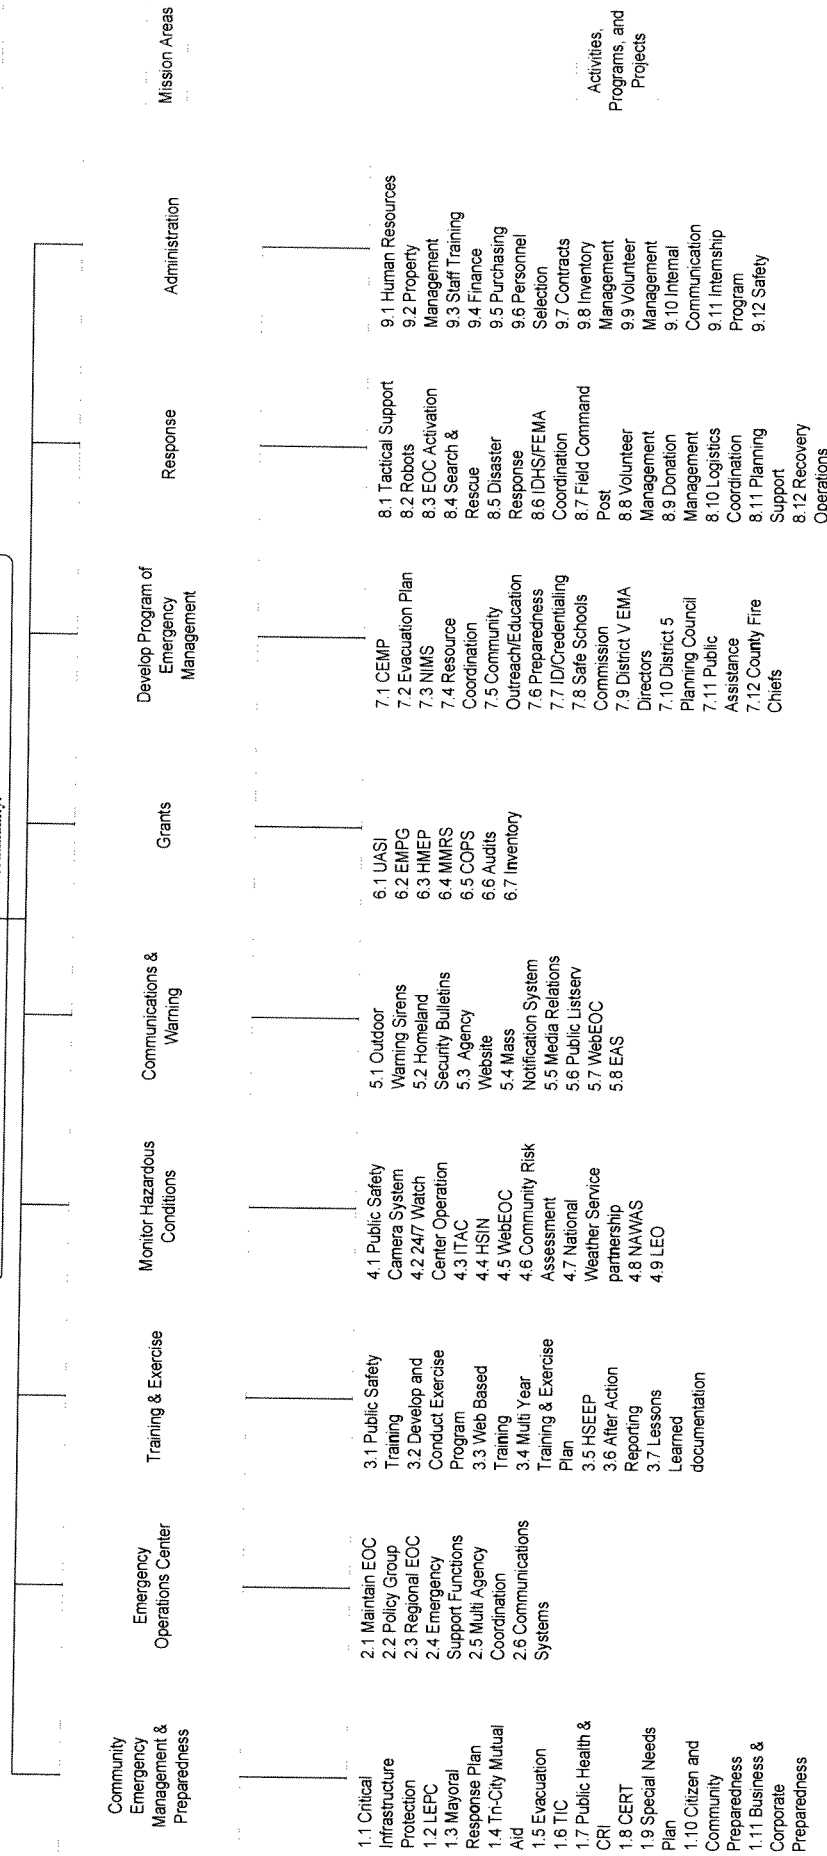 Mission Areas
Community
Emergency
Management &
Preparedness
Emergency
Operations Center
Training & Exercise
Monitor Hazardous
Conditions
Communications &
Warning
Grants
Develop Program of
Emergency
Management
Response
Administration
Activities,
Programs, and
Projects
1.1 Critical
Infrastructure
Protection
1.2 LEPC
1.3 Mayoral
Response Plan
1.4 Tri-City Mutual
Aid
1.5 Evacuation
1.6 TIC
1.7 Public Health &
CRI
1.8 CERT
1.9 Special Needs
Plan
1.10 Citizen and
Community
Preparedness
1.11 Business &
Corporate
Preparedness
2.1 Maintain EOC
2.2 Policy Group
2.3 Regional EOC
2.4 Emergency
Support Functions
2.5 Multi Agency
Coordination
2.6 Communications
Systems
3.1 Public Safety
Training
3.2 Develop and
Conduct Exercise
Program
3.3 Web Based
Training
3.4 Multi Year
Training & Exercise
Plan
3.5 HSEEP
3.6 After Action
Reporting
3.7 Lessons
Learned
documentation
4.1 Public Safety
Camera System
4.2 24/7 Watch
Center Operation
4.3 ITAC
4.4 HSIN
4.5 WebEOC
4.6 Community Risk
Assessment
4.7 National
Weather Service
partnership
4.8 NAWAS
4.9 LEO
5.1 Outdoor
Warning Sirens
5.2 Homeland
Security Bulletins
5.3 Agency
Website
5.4 Mass
Notification System
5.5 Media Relations
5.6 Public Listserv
5.7 WebEOC
5.8 EAS
6.1 UASI
6.2 EMPG
6.3 HMEP
6.4 MMRS
6.5 COPS
6.6 Audits
6.7 Inventory
7.1 CEMP
7.2 Evacuation Plan
7.3 NIMS
7.4 Resource
Coordination
7.5 Community
Outreach/Education
7.6 Preparedness
7.7 ID/Credentialing
7.8 Safe Schools
Commission
7.9 District V EMA
Directors
7.10 District 5
Planning Council
7.11 Public
Assistance
7.12 County Fire
Chiefs
8.1 Tactical Support
8.2 Robots
8.3 EOC Activation
8.4 Search &
Rescue
8.5 Disaster
Response
8.6 IDHS/FEMA
Coordination
8.7 Field Command
Post
8.8 Volunteer
Management
8.9 Donation
Management
8.10 Logistics
Coordination
8.11 Planning
Support
8.12 Recovery
Operations
9.1 Human Resources
9.2 Property
Management
9.3 Staff Training
9.4 Finance
9.5 Purchasing
9.6 Personnel
Selection
9.7 Contracts
9.8 Inventory
Management
9.9 Volunteer
Management
9.10 Internal
Communication
9.11 Internship
Program
9.12 Safety